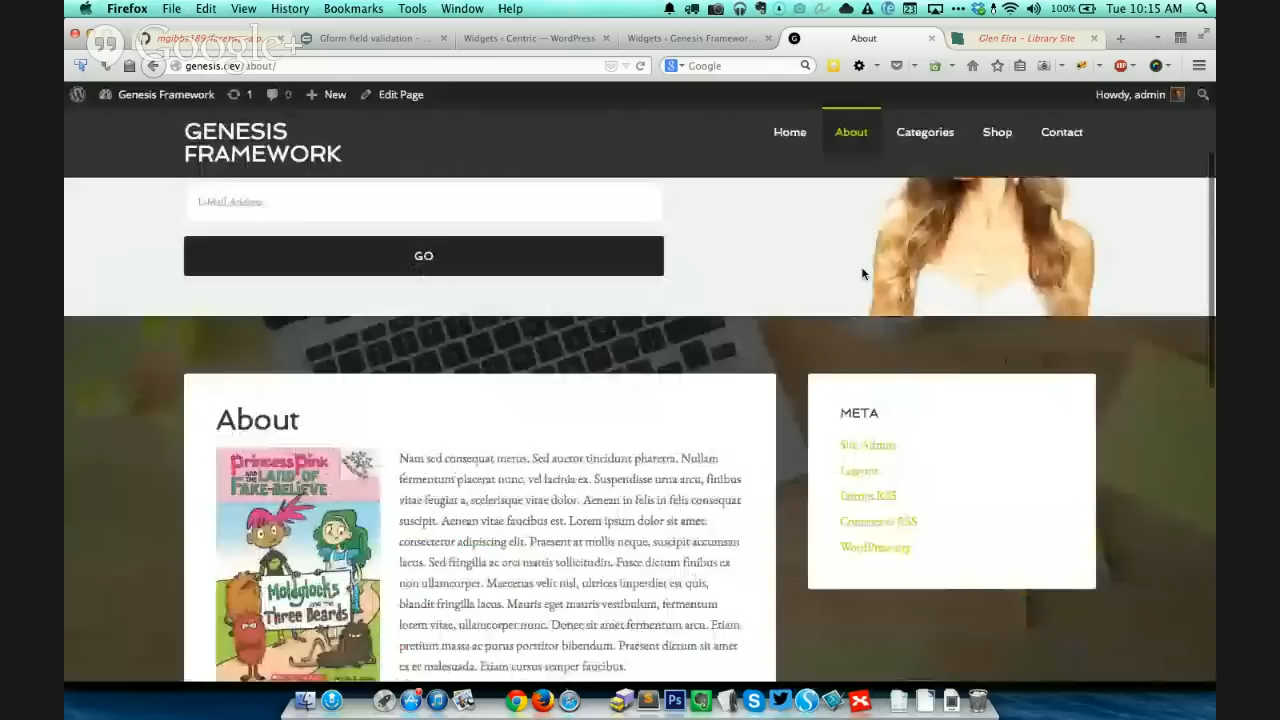 Firefox File Edit View History Bookmarks Tools Window Help 23 100% Tue 10:15 AM
Google+
Gform field validation - ... Widgets ‹ Centric — WordPress Widgets ‹ Genesis Framewor... About Glen Eira - Library Site
genesis.dev/about/ Google
Genesis Framework 1 0 New Edit Page Howdy, admin
GENESIS
FRAMEWORK
Home About Categories Shop Contact
E-Mail Address
GO
About
META
Site Admin
Entries RSS
Comments RSS
WordPress.org
Princess Pink
AND THE LAND OF
FAKE-BELIEVE
Moldylocks
AND THE
Three Beards
Nam sed consequat metus. Sed auctor tincidunt pharetra. Nullam
fermentum placerat nunc, vel lacinia ex. Suspendisse urna arcu, finibus
vitae feugiat a, scelerisque vitae dolor. Aenean in felis in felis consequat
suscipit. Aenean vitae faucibus est. Lorem ipsum dolor sit amet,
consectetur adipiscing elit. Praesent at mollis neque, suscipit accumsan
lacus. Sed fringilla ac orci mattis sollicitudin. Fusce dictum finibus ex
non ullamcorper. Maecenas velit nisl, ultrices imperdiet est quis,
blandit fringilla lacus. Mauris eget mauris vestibulum, fermentum
lorem vitae, ullamcorper nunc. Donec sit amet fermentum arcu. Etiam
pretium massa ac purus porttitor bibendum. Praesent dictum sit amet
ex et malesuada. Etiam cursus semper faucibus.